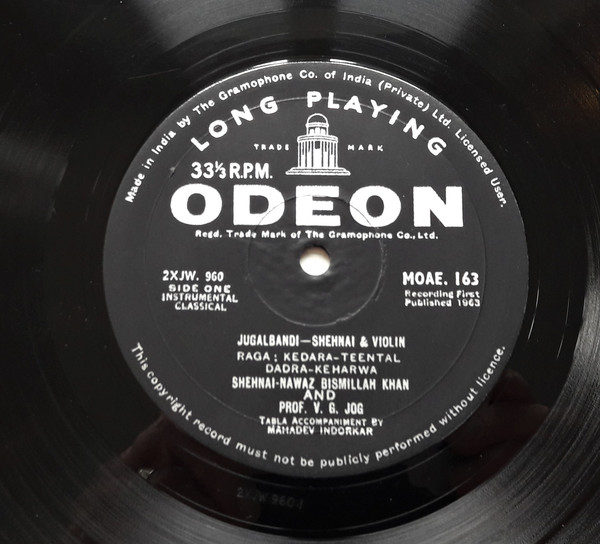 Made in India by The Gramophone Co. of India (Private) Ltd. Licensed User.
LONG PLAYING
TRADE MARK
33⅓ R.P.M.
ODEON
Regd. Trade Mark of The Gramophone Co., Ltd.
2XJW. 960
SIDE ONE
INSTRUMENTAL
CLASSICAL
MOAE. 163
Recording First
Published 1963
JUGALBANDI—SHEHNAI & VIOLIN
RAGA : KEDARA-TEENTAL
DADRA-KEHARWA
SHEHNAI-NAWAZ BISMILLAH KHAN
AND
PROF. V. G. JOG
TABLA ACCOMPANIMENT BY
MAHADEV INDORKAR
This copyright record must not be publicly performed without licence.